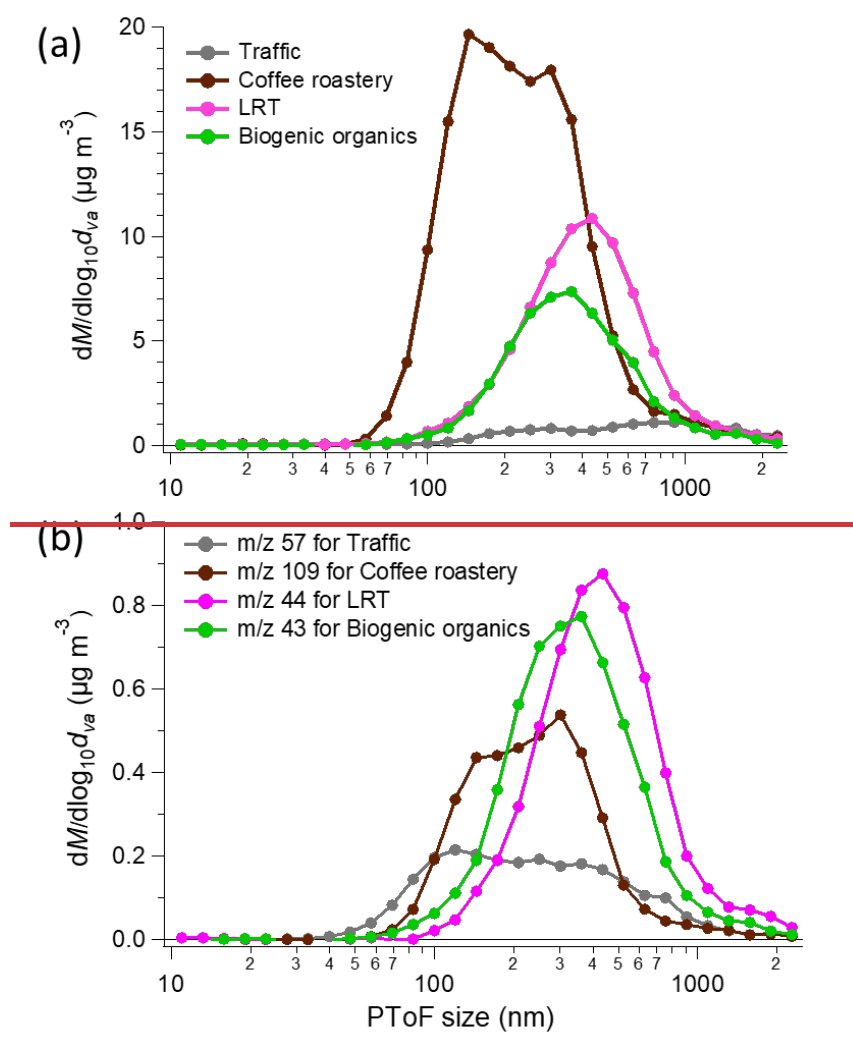 (a)
Traffic
Coffee roastery
LRT
Biogenic organics
dM/dlog10dva (µg m-3)
20
15
10
5
0
2 3 4 5 6 7 2 3 4 5 6 7 2
10 100 1000
(b)
m/z 57 for Traffic
m/z 109 for Coffee roastery
m/z 44 for LRT
m/z 43 for Biogenic organics
dM/dlog10dva (µg m-3)
1.0
0.8
0.6
0.4
0.2
0.0
2 3 4 5 6 7 2 3 4 5 6 7 2
10 100 1000
PToF size (nm)